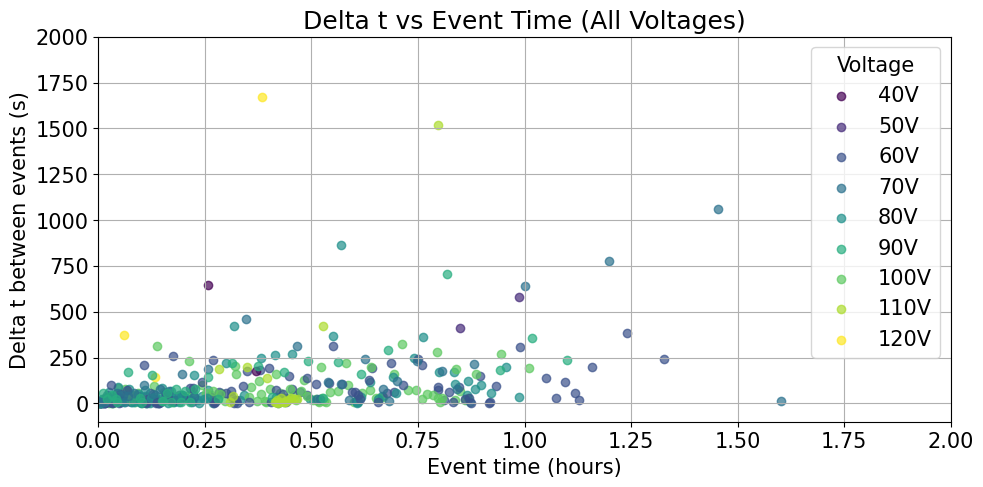 Delta t vs Event Time (All Voltages)
Delta t between events (s)
2000
1750
1500
1250
1000
750
500
250
0
0.00 0.25 0.50 0.75 1.00 1.25 1.50 1.75 2.00
Event time (hours)
Voltage
40V
50V
60V
70V
80V
90V
100V
110V
120V